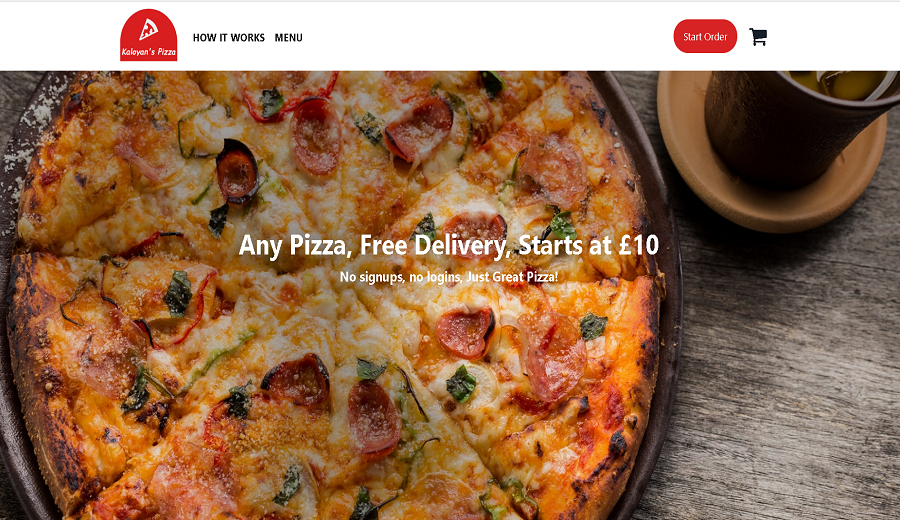 Kaloyan's Pizza
HOW IT WORKS MENU
Start Order
Any Pizza, Free Delivery, Starts at £10
No signups, no logins, Just Great Pizza!